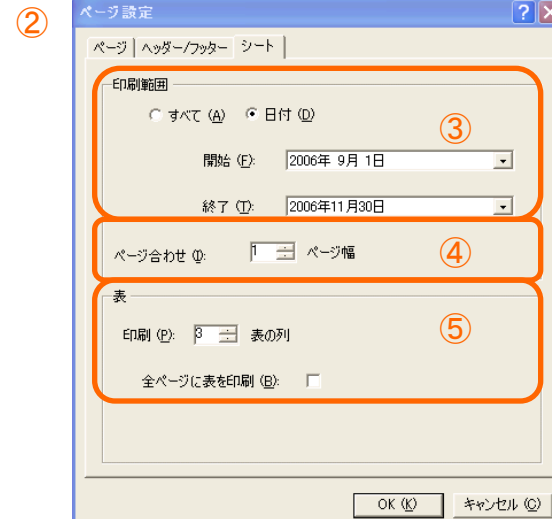 ②
ページ設定
ページ ヘッダー/フッター シート
印刷範囲
すべて (A) 日付 (D)
③
開始 (F): 2006年 9月 1日
終了 (T): 2006年11月30日
ページ合わせ (I): 1 ページ幅
④
表
⑤
印刷 (P): 3 表の列
全ページに表を印刷 (B):
OK (K) キャンセル (C)